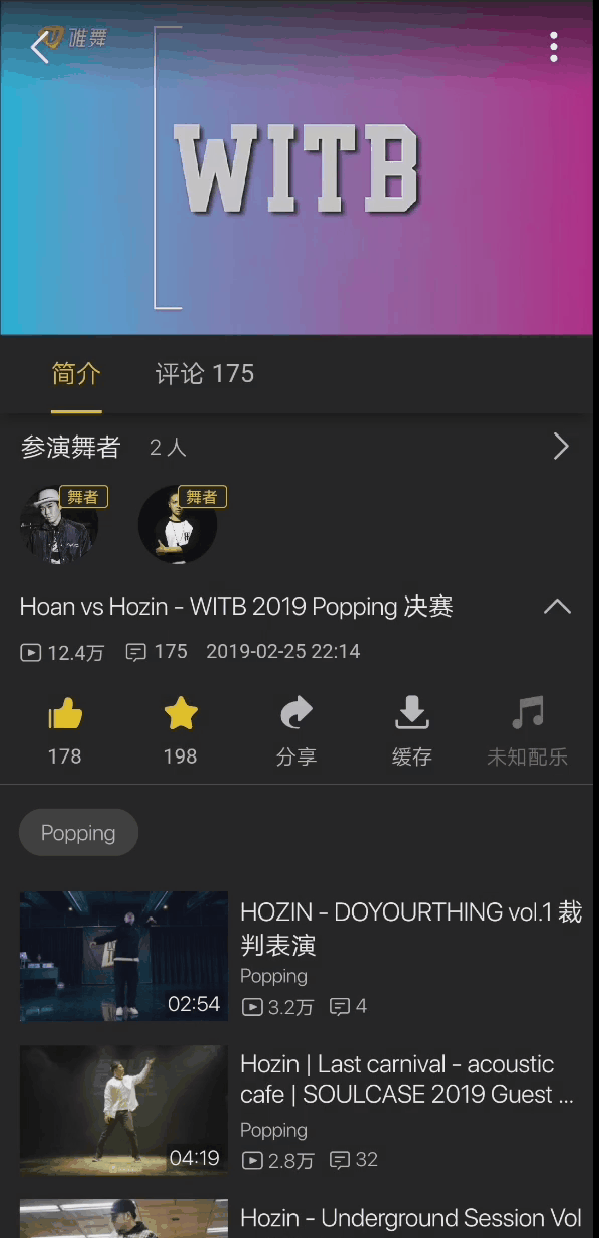 唯舞
WITB
简介
评论 175
参演舞者 2 人
舞者
舞者
Hoan vs Hozin - WITB 2019 Popping 决赛
12.4万 175 2019-02-25 22:14
178 198 分享 缓存 未知配乐
Popping
HOZIN - DOYOURTHING vol.1 裁
判表演
Popping
3.2万 4
02:54
Hozin | Last carnival - acoustic
cafe | SOULCASE 2019 Guest ...
Popping
2.8万 32
04:19
Hozin - Underground Session Vol